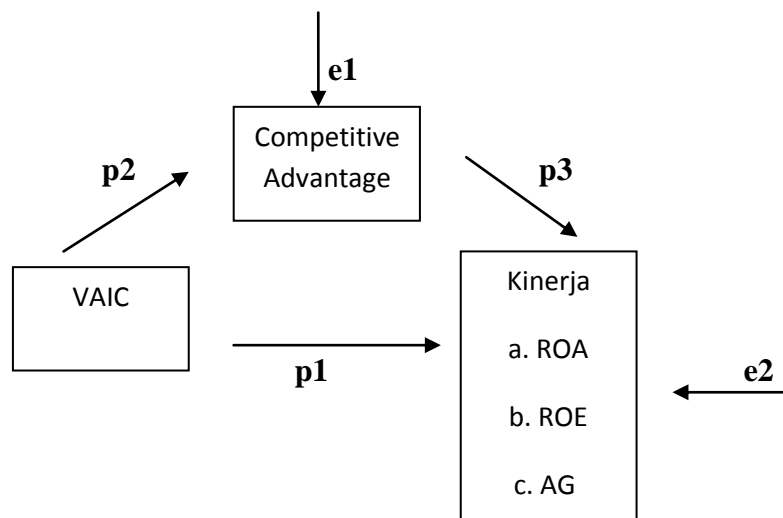 e1
Competitive
Advantage
p2
p3
VAIC
Kinerja
a. ROA
p1
b. ROE
e2
c. AG